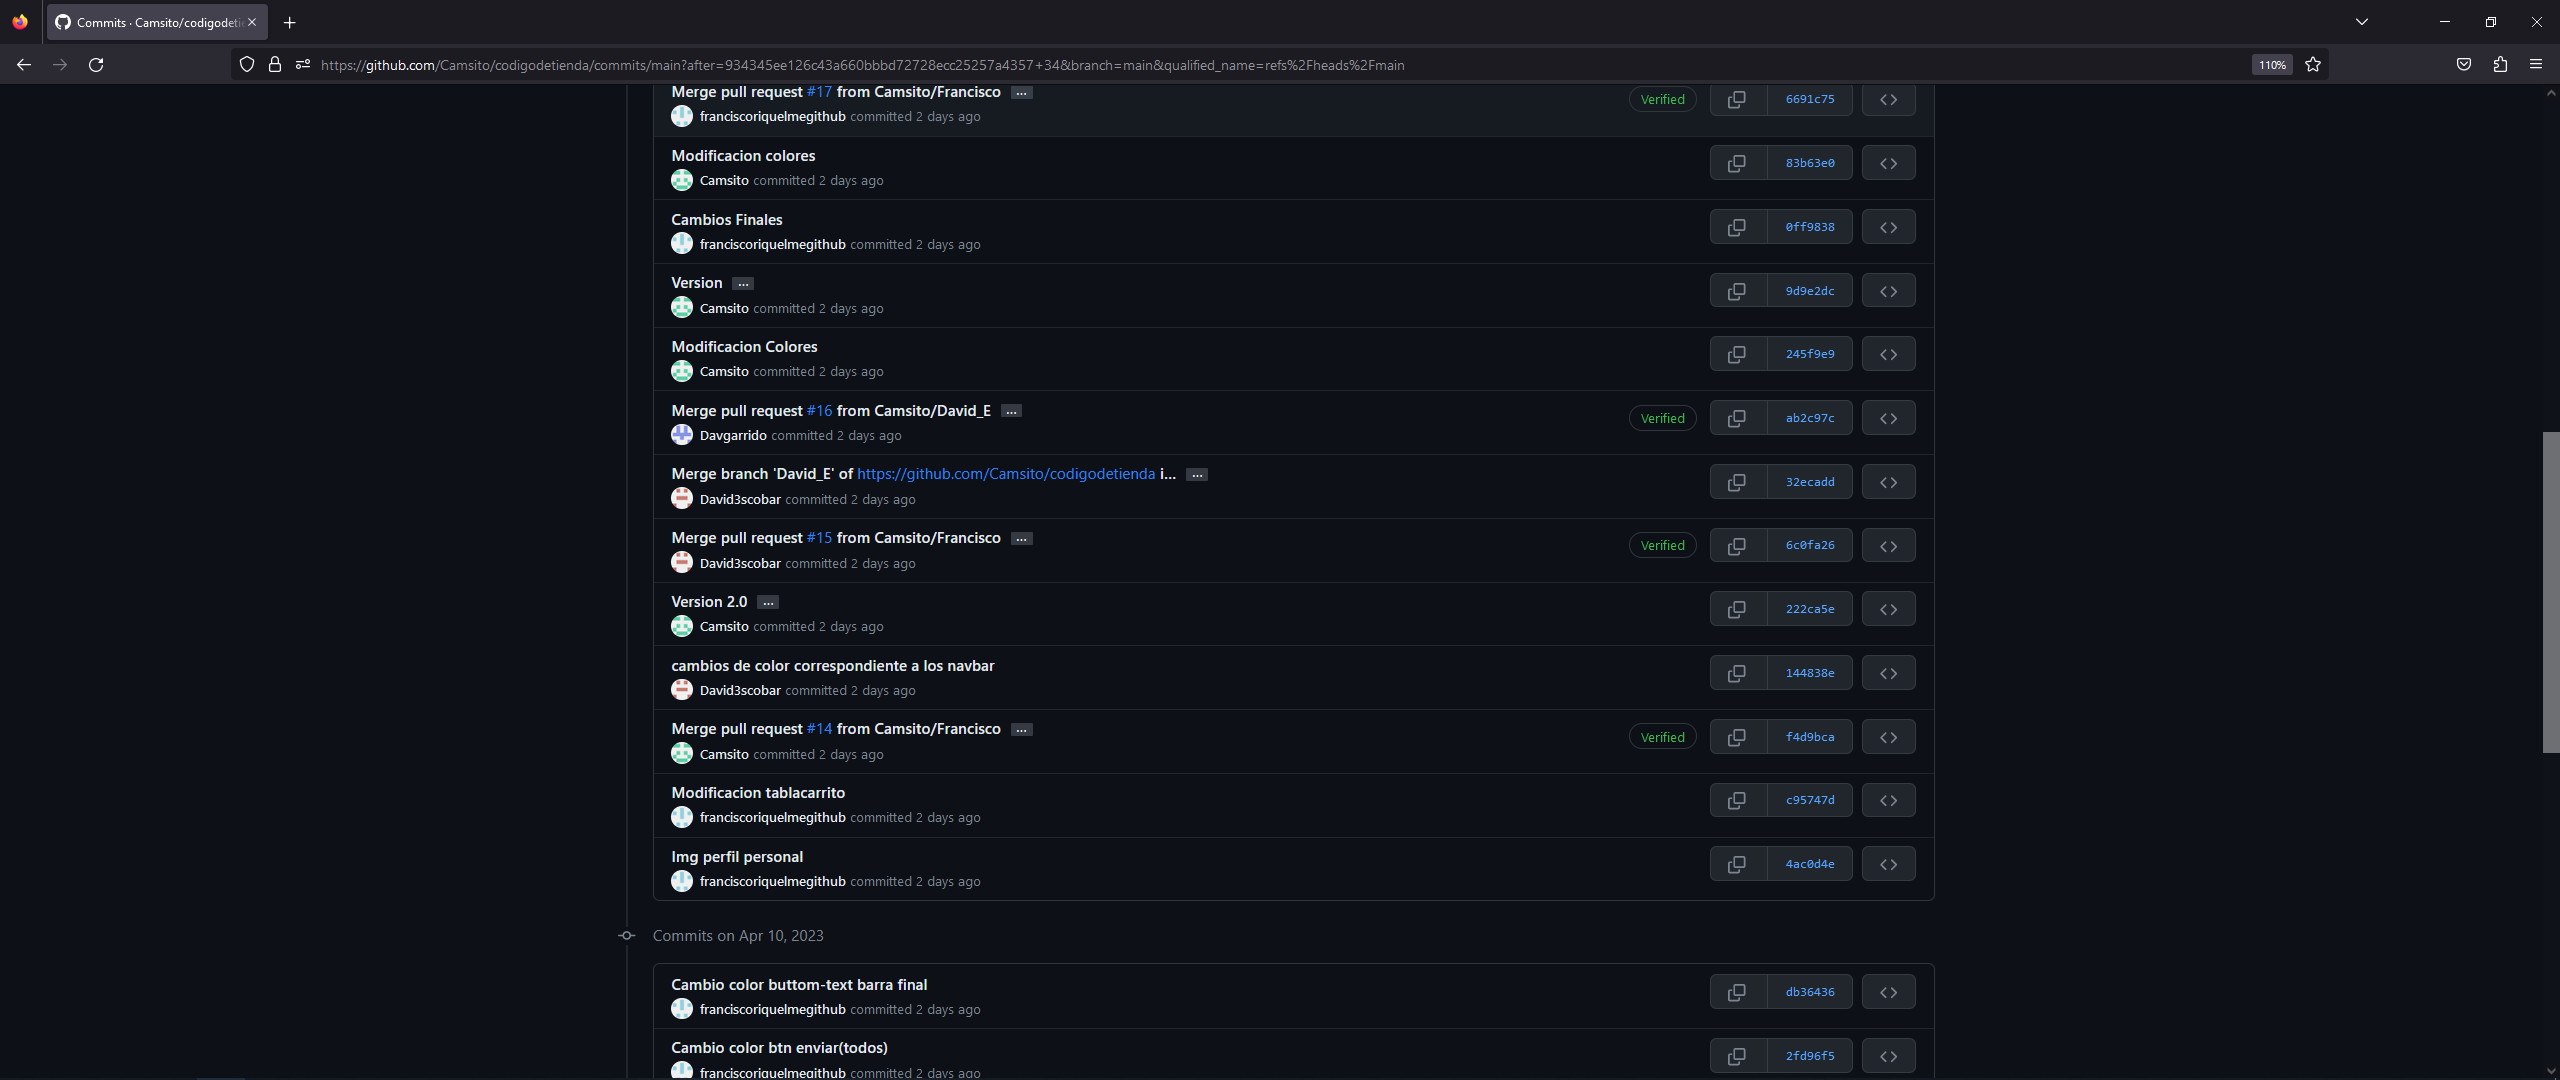 Commits · Camsito/codigodeti
https://github.com/Camsito/codigodetienda/commits/main?after=934345ee126c43a660bbbd72728ecc25257a4357+34&branch=main&qualified_name=refs%2Fheads%2Fmain
110%
Merge pull request #17 from Camsito/Francisco ...
Verified
6691c75
franciscoriquelmegithub committed 2 days ago
Modificacion colores
83b63e0
Camsito committed 2 days ago
Cambios Finales
0ff9838
franciscoriquelmegithub committed 2 days ago
Version ...
9d9e2dc
Camsito committed 2 days ago
Modificacion Colores
245f9e9
Camsito committed 2 days ago
Merge pull request #16 from Camsito/David_E ...
Verified
ab2c97c
Davgarrido committed 2 days ago
Merge branch 'David_E' of https://github.com/Camsito/codigodetienda i... ...
32ecadd
David3scobar committed 2 days ago
Merge pull request #15 from Camsito/Francisco ...
Verified
6c0fa26
David3scobar committed 2 days ago
Version 2.0 ...
222ca5e
Camsito committed 2 days ago
cambios de color correspondiente a los navbar
144838e
David3scobar committed 2 days ago
Merge pull request #14 from Camsito/Francisco ...
Verified
f4d9bca
Camsito committed 2 days ago
Modificacion tablacarrito
c95747d
franciscoriquelmegithub committed 2 days ago
Img perfil personal
4ac0d4e
franciscoriquelmegithub committed 2 days ago
Commits on Apr 10, 2023
Cambio color buttom-text barra final
db36436
franciscoriquelmegithub committed 2 days ago
Cambio color btn enviar(todos)
2fd96f5
franciscoriquelmegithub committed 2 days ago